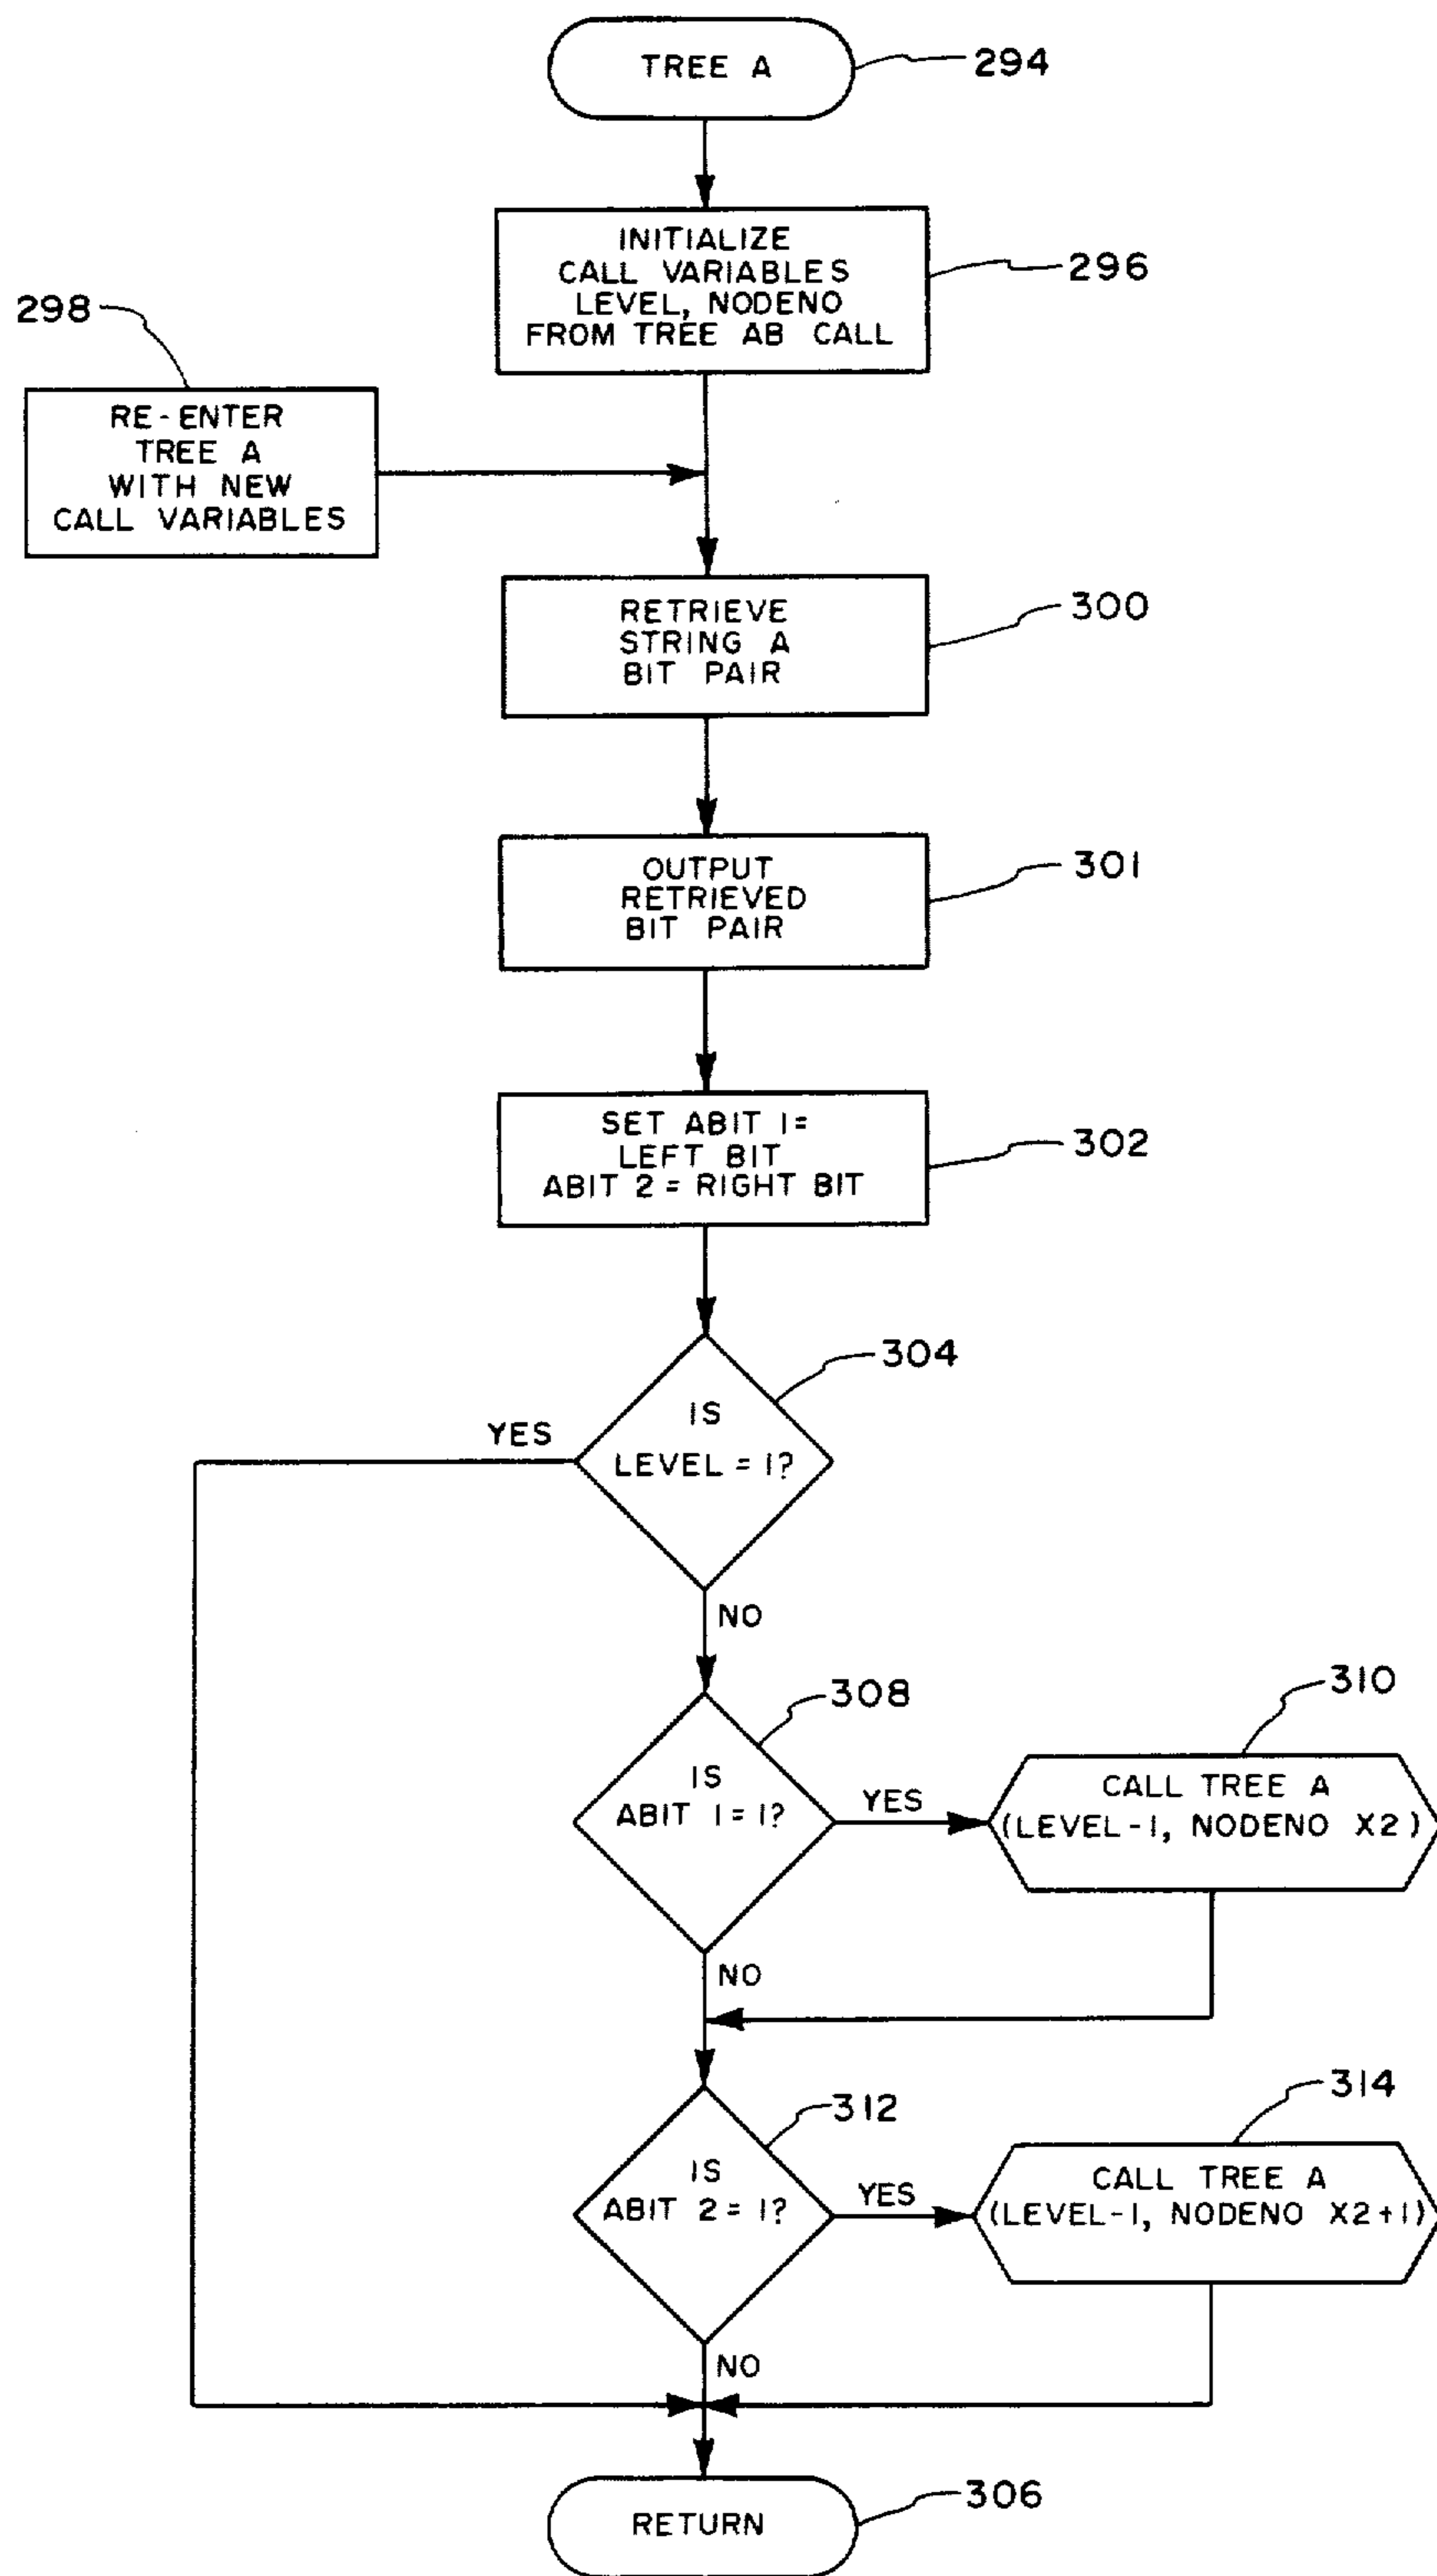 TREE A
294
INITIALIZE
CALL VARIABLES
LEVEL, NODENO
FROM TREE AB CALL
296
298
RE-ENTER
TREE A
WITH NEW
CALL VARIABLES
RETRIEVE
STRING A
BIT PAIR
300
OUTPUT
RETRIEVED
BIT PAIR
301
SET ABIT 1=
LEFT BIT
ABIT 2 = RIGHT BIT
302
304
IS
LEVEL = 1?
YES
NO
308
IS
ABIT 1 = 1?
YES
310
CALL TREE A
(LEVEL-1, NODENO X2)
NO
312
IS
ABIT 2 = 1?
YES
314
CALL TREE A
(LEVEL-1, NODENO X2+1)
NO
RETURN
306